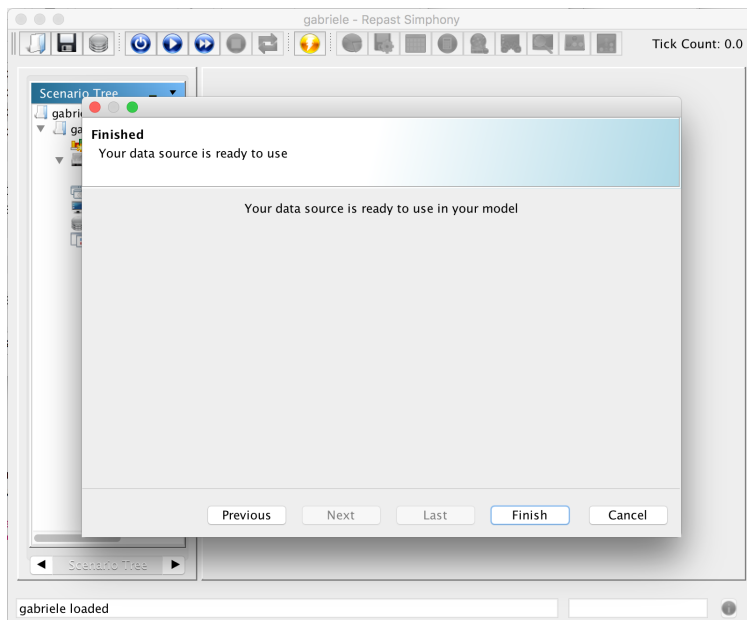 gabriele - Repast Simphony
Tick Count: 0.0
Scenario Tree
Finished
Your data source is ready to use
Your data source is ready to use in your model
Previous Next Last Finish Cancel
Scenario Tree
gabriele loaded